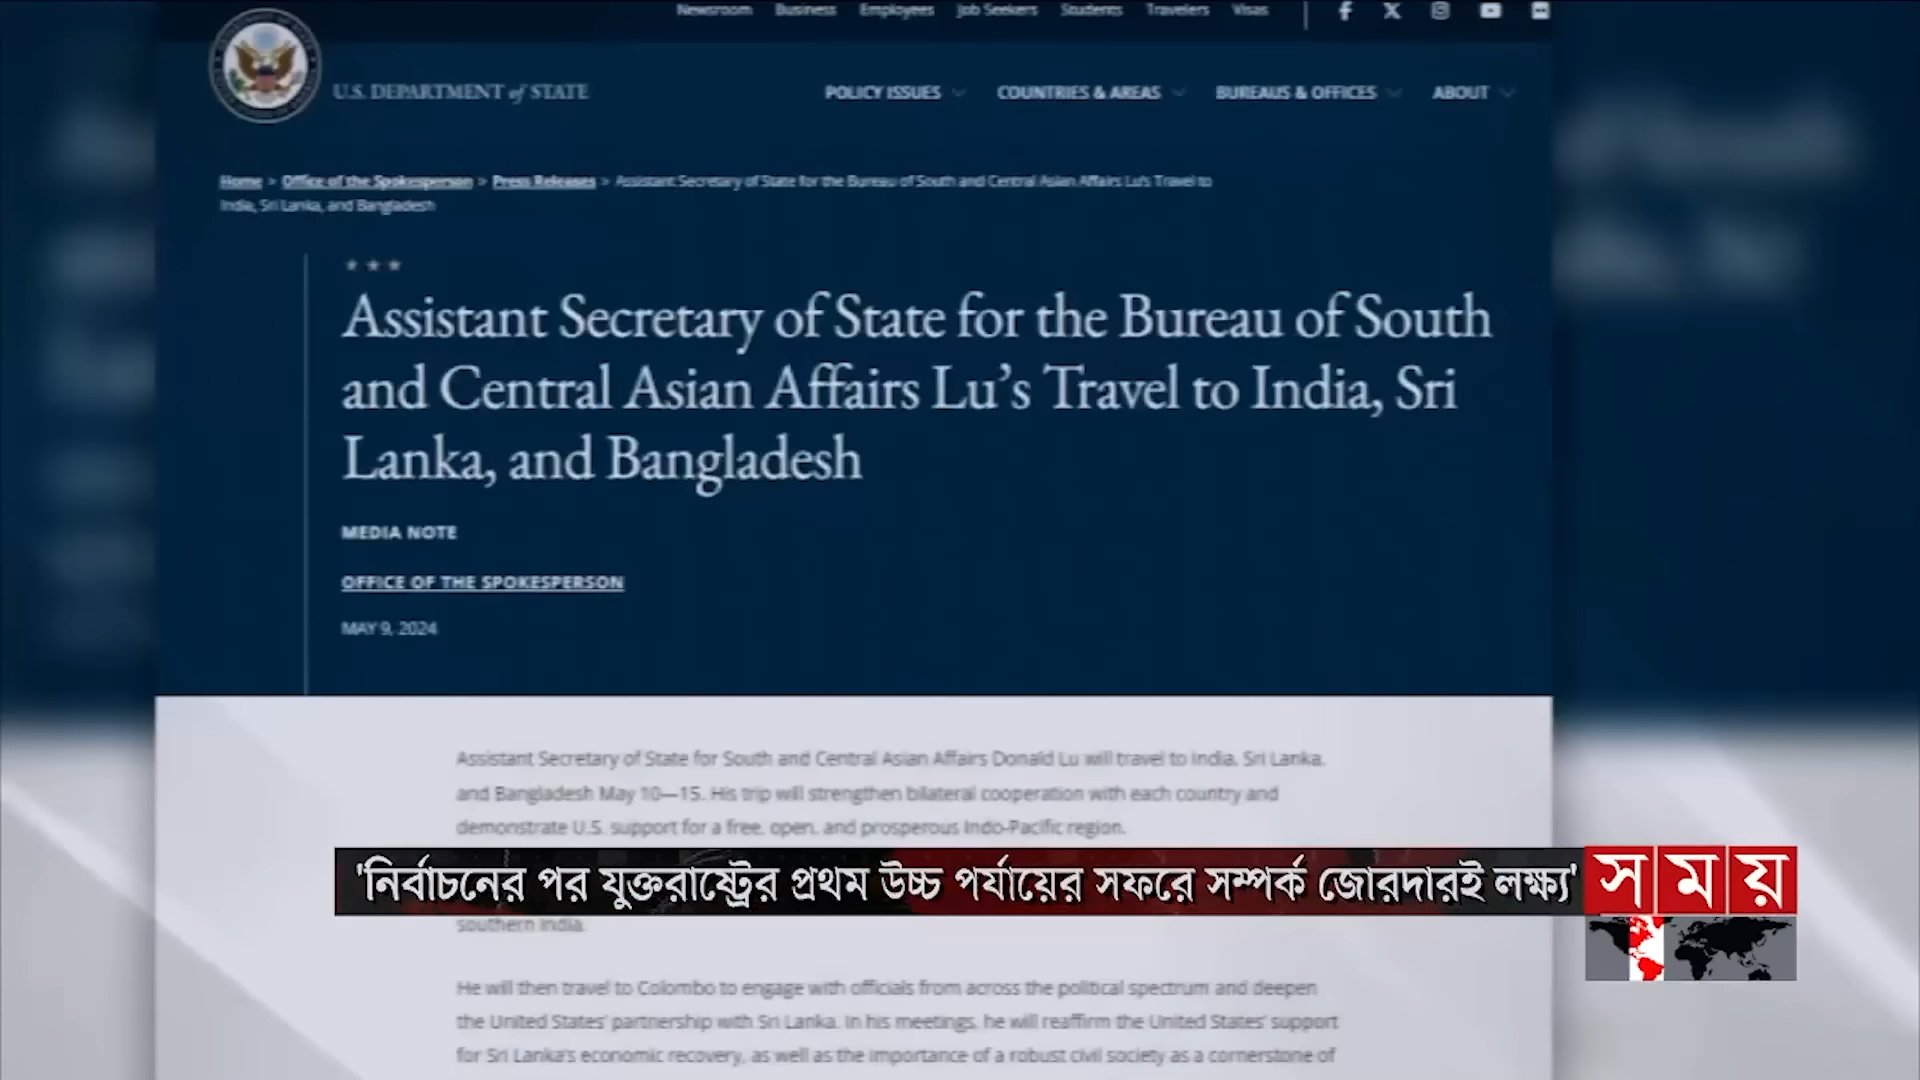 Newsroom Business Employees Job Seekers Students Travelers Visas
U.S. DEPARTMENT of STATE
POLICY ISSUES COUNTRIES & AREAS BUREAUS & OFFICES ABOUT
Home > Office of the Spokesperson > Press Releases > Assistant Secretary of State for the Bureau of South and Central Asian Affairs Lu's Travel to
India, Sri Lanka, and Bangladesh
Assistant Secretary of State for the Bureau of South
and Central Asian Affairs Lu’s Travel to India, Sri
Lanka, and Bangladesh
MEDIA NOTE
OFFICE OF THE SPOKESPERSON
MAY 9, 2024
Assistant Secretary of State for South and Central Asian Affairs Donald Lu will travel to India, Sri Lanka,
and Bangladesh May 10—15. His trip will strengthen bilateral cooperation with each country and
demonstrate U.S. support for a free, open, and prosperous Indo-Pacific region.
'নির্বাচনের পর যুক্তরাষ্ট্রের প্রথম উচ্চ পর্যায়ের সফরে সম্পর্ক জোরদারই লক্ষ্য'
সময়
southern India.
He will then travel to Colombo to engage with officials from across the political spectrum and deepen
the United States' partnership with Sri Lanka. In his meetings, he will reaffirm the United States' support
for Sri Lanka's economic recovery, as well as the importance of a robust civil society as a cornerstone of